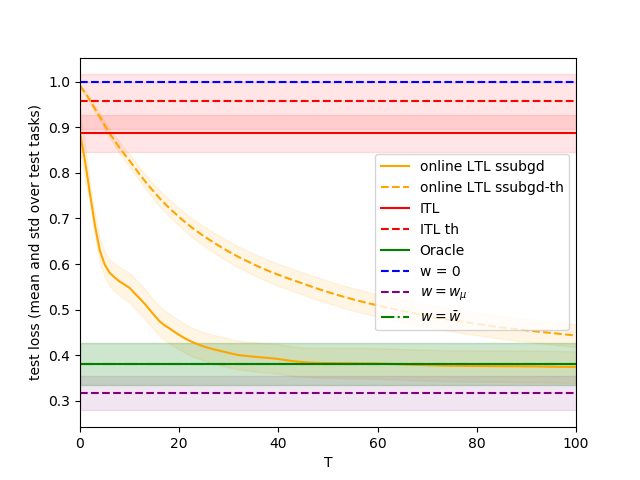 test loss (mean and std over test tasks)
1.0
0.9
0.8
0.7
0.6
0.5
0.4
0.3
online LTL ssubgd
online LTL ssubgd-th
ITL
ITL th
Oracle
w = 0
w = w_μ
w = w̄
0 20 40 60 80 100
T